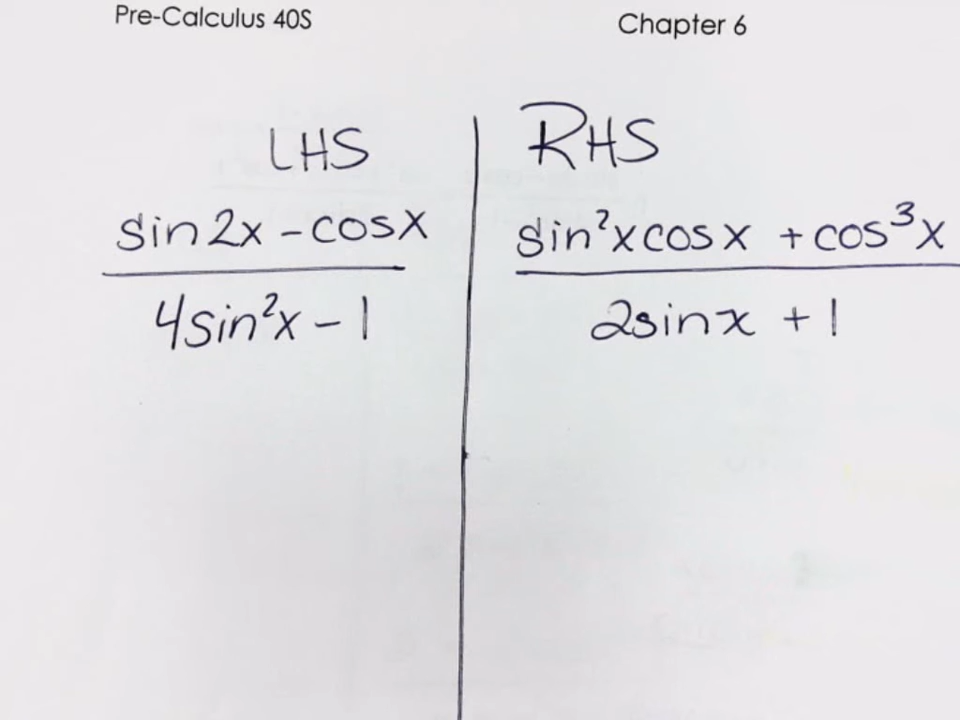 Pre-Calculus 40S
Chapter 6
LHS
RHS
sin 2x - cos x
4sin²x - 1
sin²x cos x + cos³x
2sin x + 1